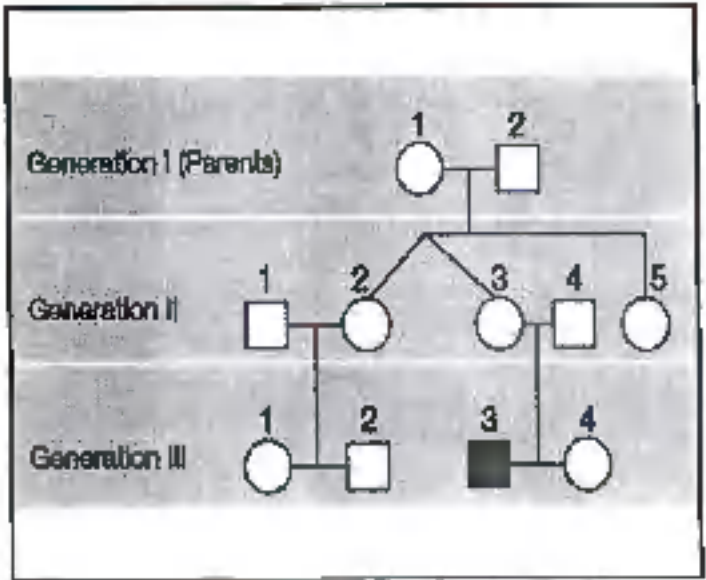 1 2
Generation I (Parents)
1 2 3 4 5
Generation II
1 2 3 4
Generation III